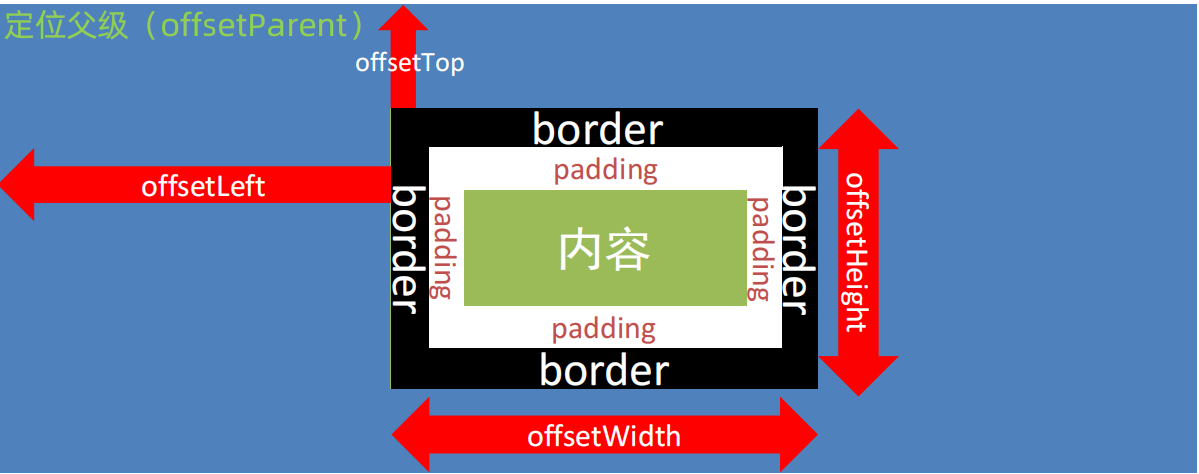 定位父级（offsetParent）
offsetTop
border
padding
offsetLeft
border
padding
内容
padding
border
offsetHeight
padding
border
offsetWidth